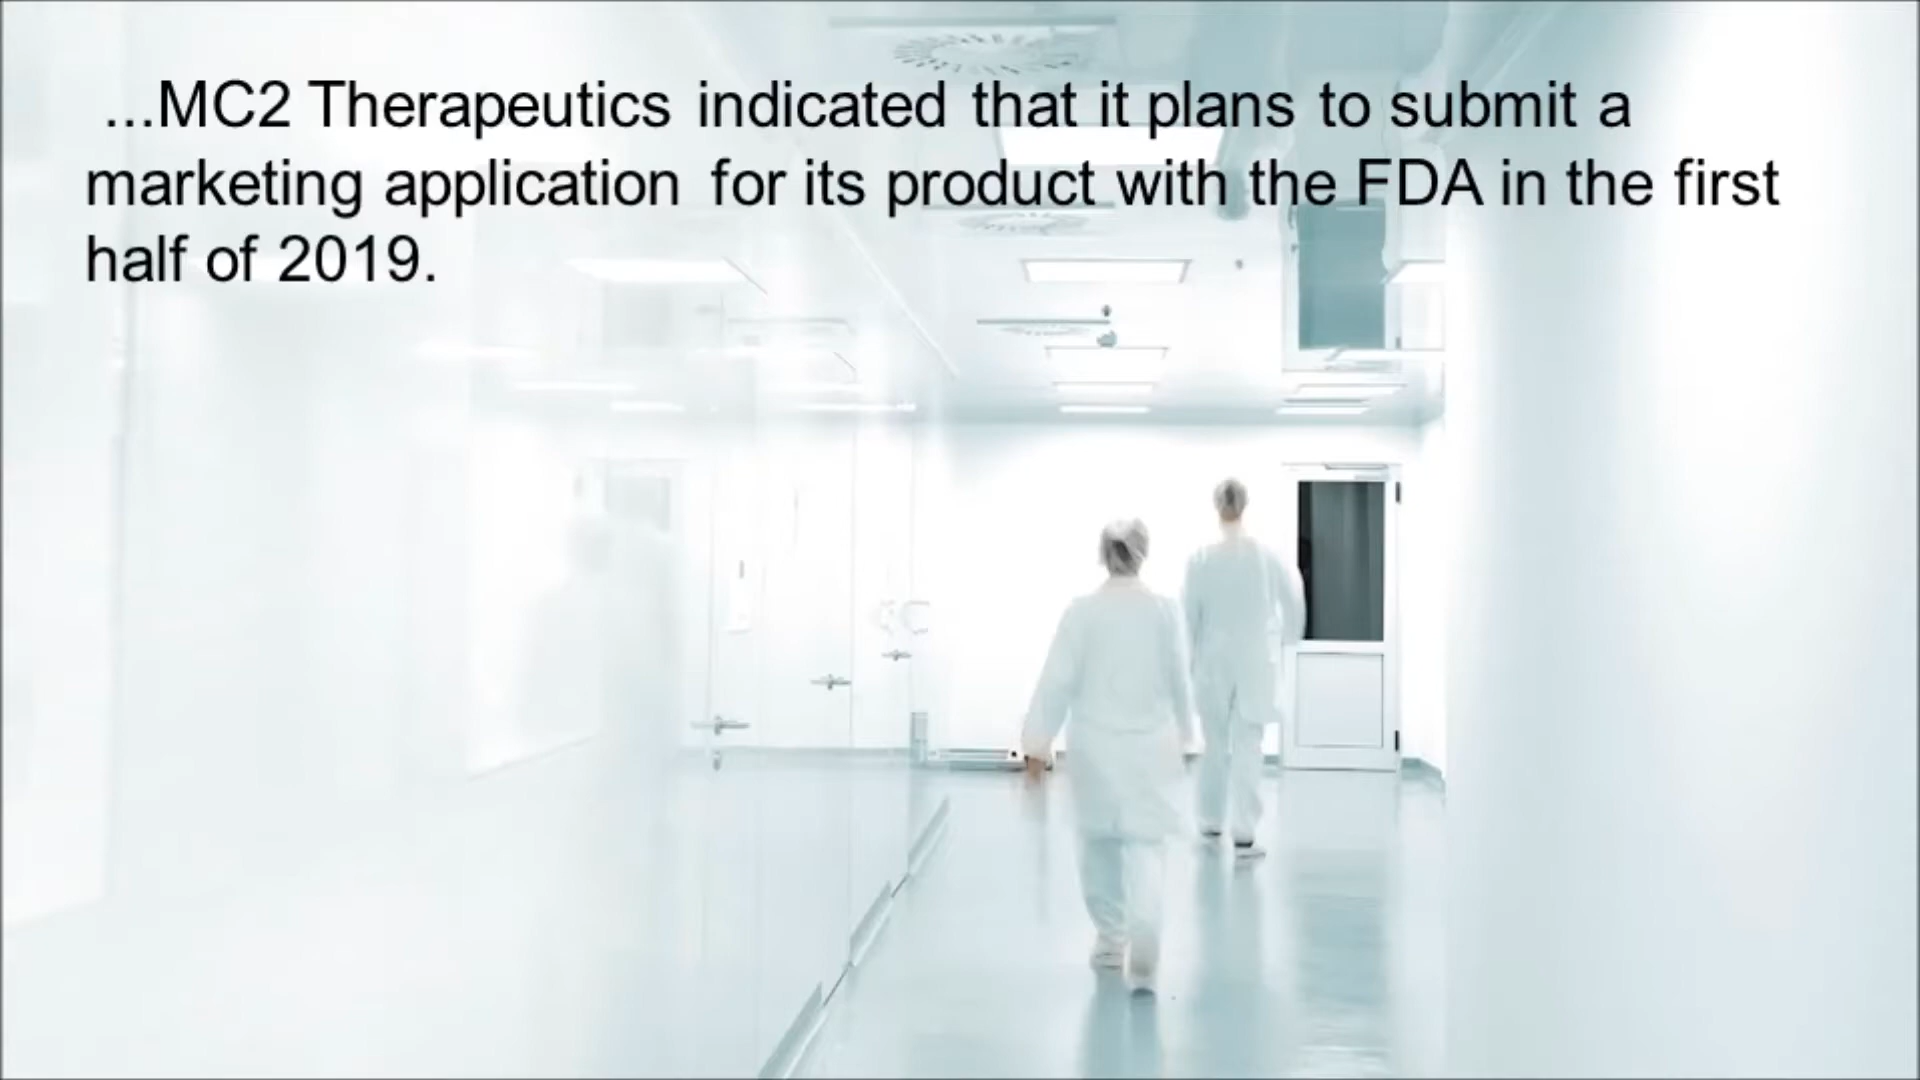 ...MC2 Therapeutics indicated that it plans to submit a
marketing application for its product with the FDA in the first
half of 2019.